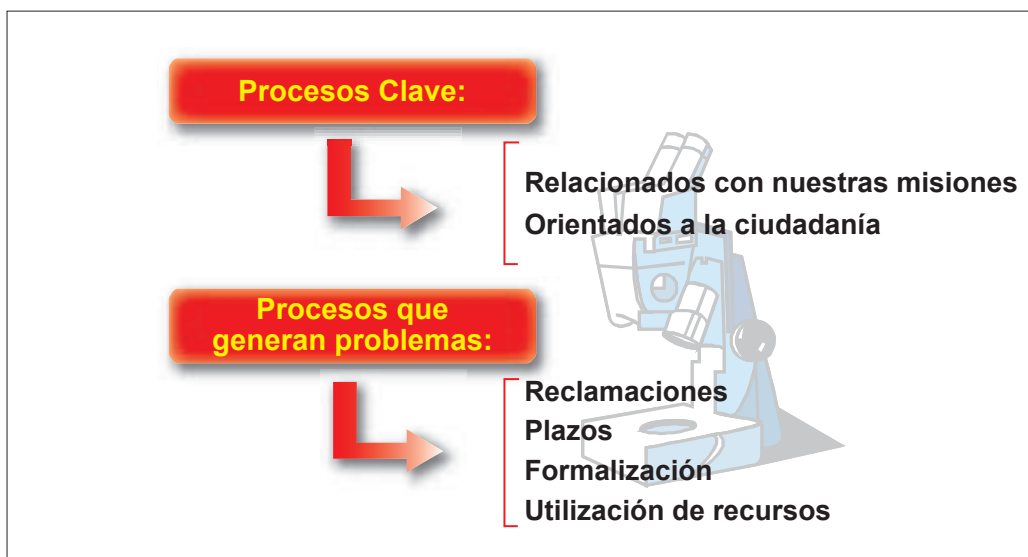 Procesos Clave:
Relacionados con nuestras misiones
Orientados a la ciudadanía
Procesos que
generan problemas:
Reclamaciones
Plazos
Formalización
Utilización de recursos